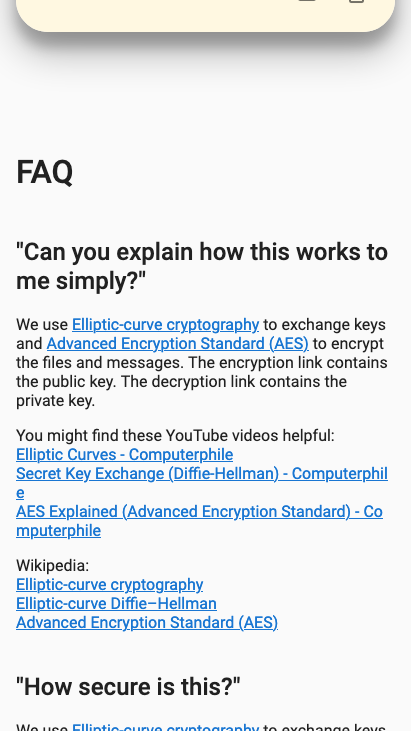 FAQ
"Can you explain how this works to
me simply?"
We use Elliptic-curve cryptography to exchange keys
and Advanced Encryption Standard (AES) to encrypt
the files and messages. The encryption link contains
the public key. The decryption link contains the
private key.
You might find these YouTube videos helpful:
Elliptic Curves - Computerphile
Secret Key Exchange (Diffie-Hellman) - Computerphil
e
AES Explained (Advanced Encryption Standard) - Co
mputerphile
Wikipedia:
Elliptic-curve cryptography
Elliptic-curve Diffie–Hellman
Advanced Encryption Standard (AES)
"How secure is this?"
We use Elliptic-curve cryptography to exchange keys